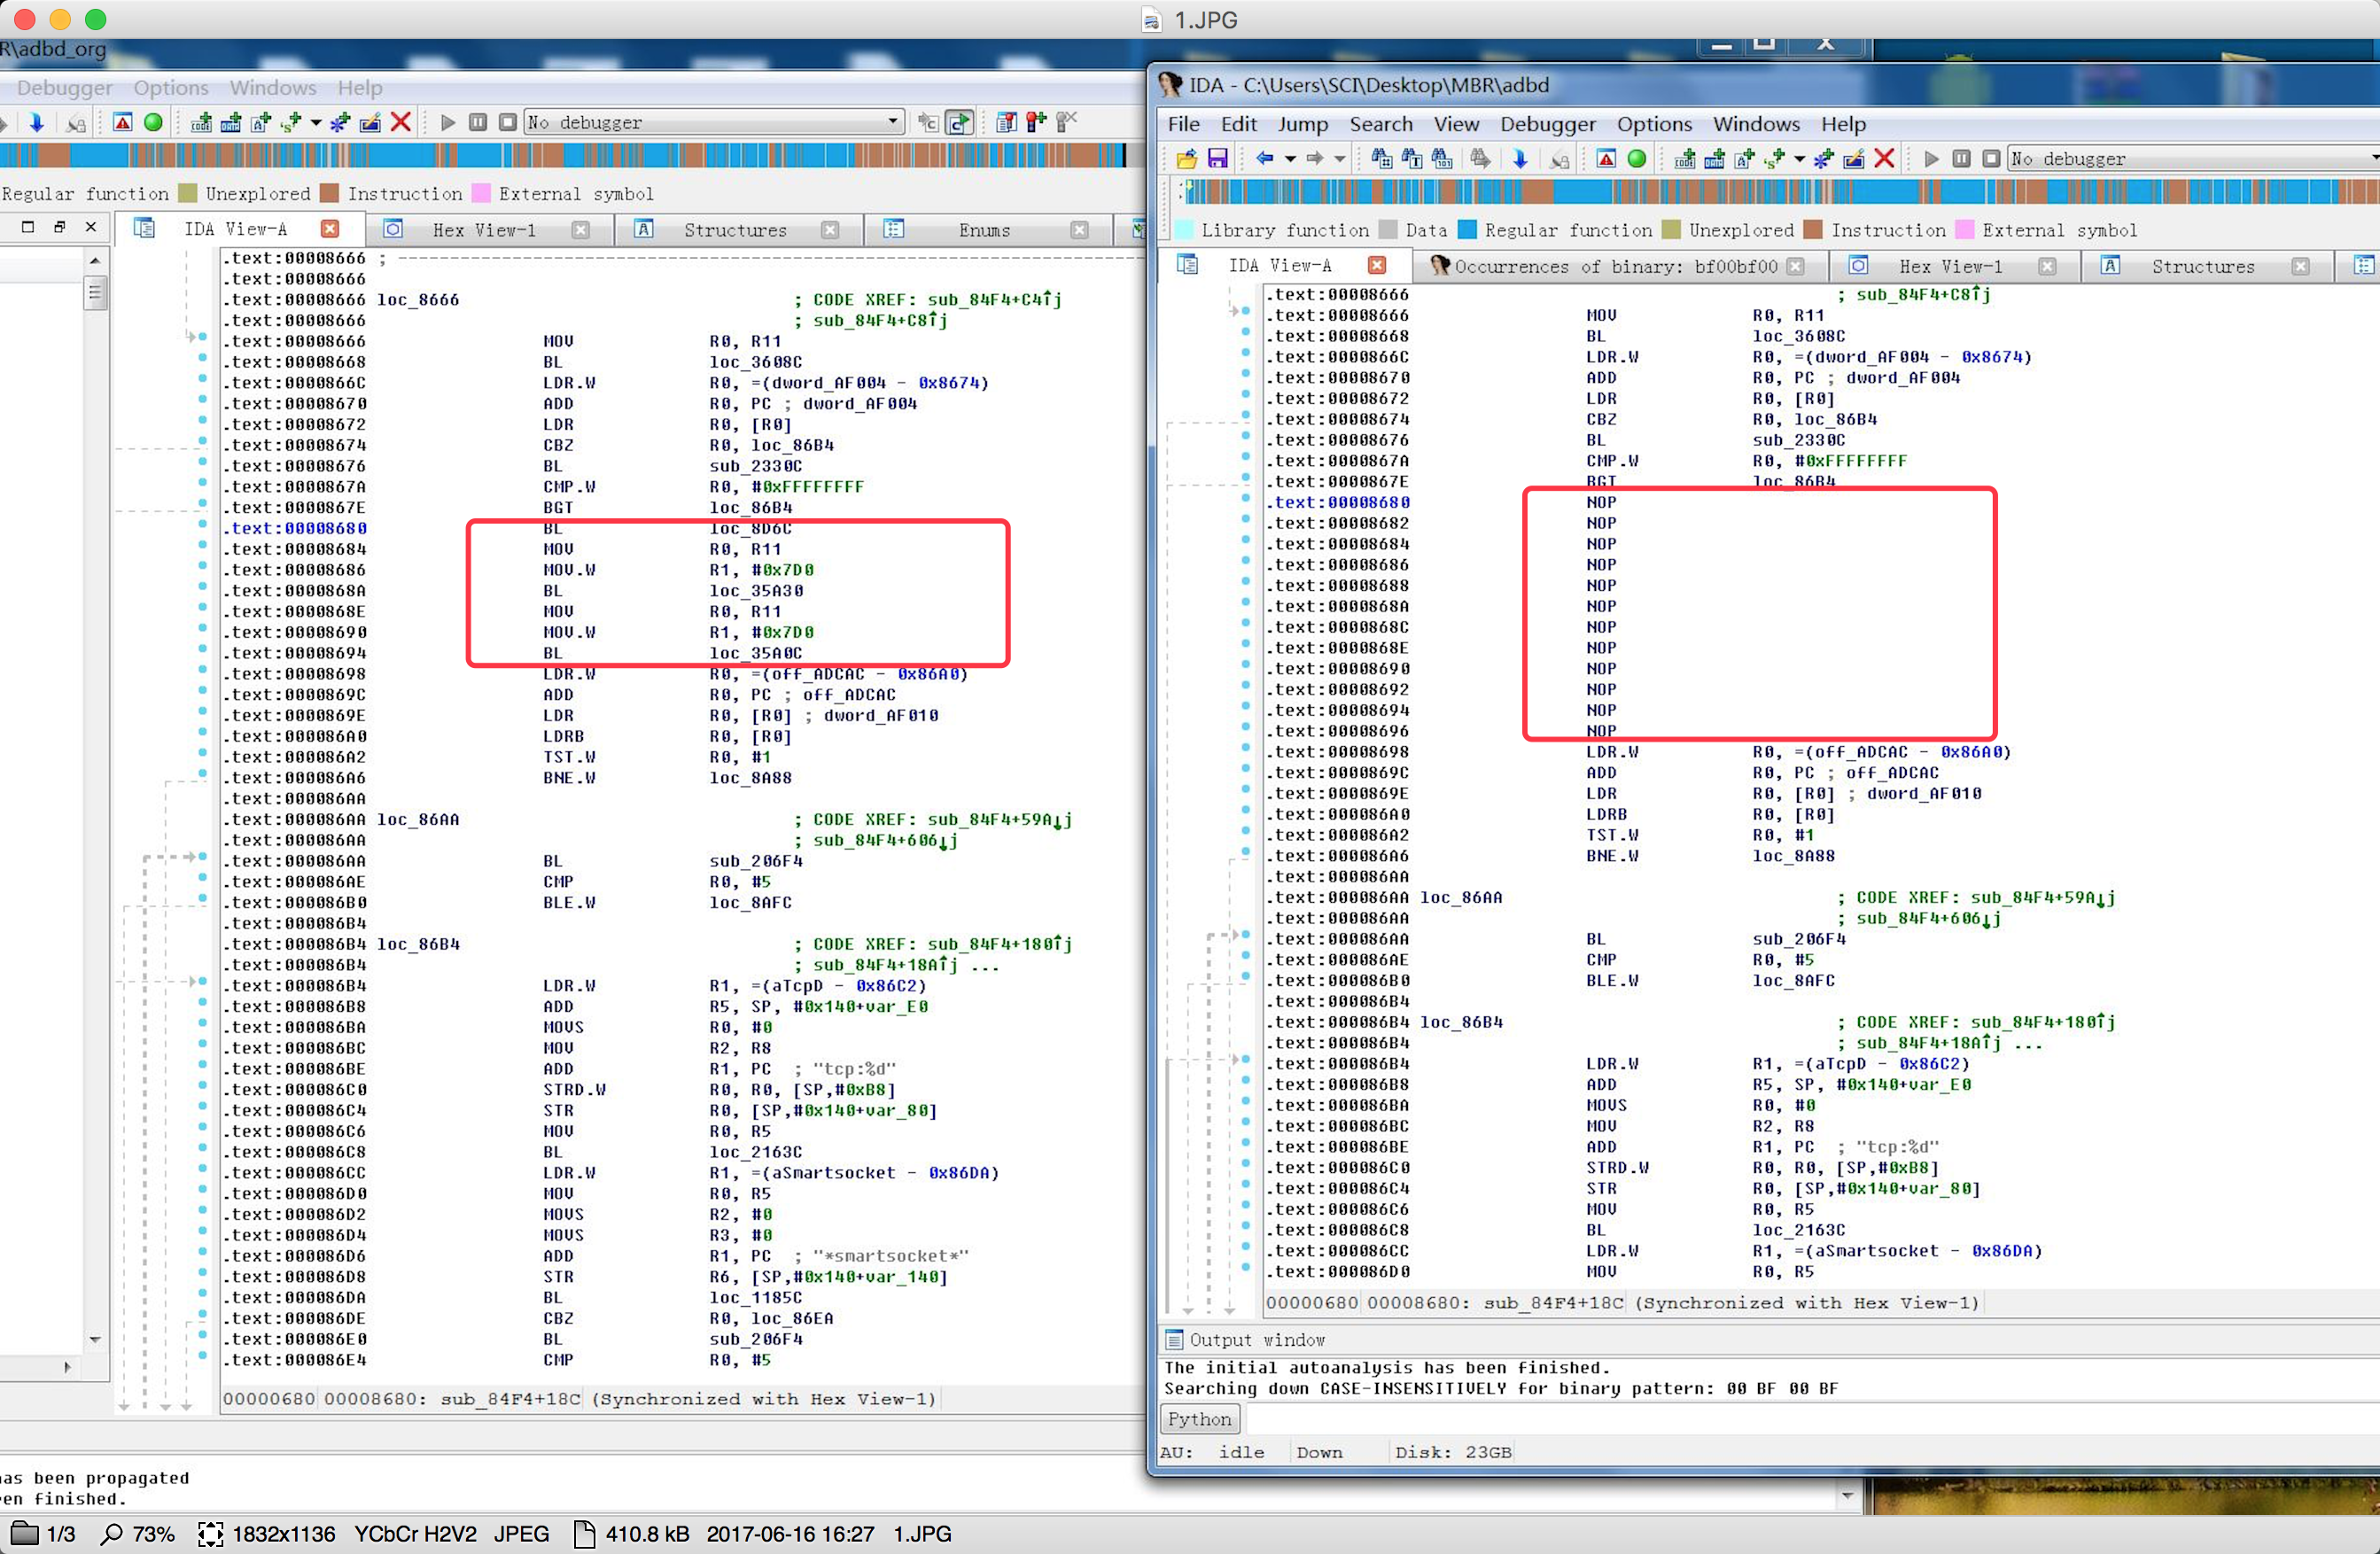 1.JPG
R\adbd_org
Debugger Options Windows Help
No debugger
Regular function Unexplored Instruction External symbol
IDA View-A Hex View-1 Structures Enums
.text:00008666 ; ---------------------------------------------------------------------------
.text:00008666
.text:00008666 loc_8666 ; CODE XREF: sub_84F4+C4↑j
.text:00008666 ; sub_84F4+C8↑j
.text:00008666 MOV R0, R11
.text:00008668 BL loc_3608C
.text:0000866C LDR.W R0, =(dword_AF004 - 0x8674)
.text:00008670 ADD R0, PC ; dword_AF004
.text:00008672 LDR R0, [R0]
.text:00008674 CBZ R0, loc_86B4
.text:00008676 BL sub_2330C
.text:0000867A CMP.W R0, #0xFFFFFFFF
.text:0000867E BGT loc_86B4
.text:00008680 BL loc_8D6C
.text:00008684 MOV R0, R11
.text:00008686 MOV.W R1, #0x7D0
.text:0000868A BL loc_35A30
.text:0000868E MOV R0, R11
.text:00008690 MOV.W R1, #0x7D0
.text:00008694 BL loc_35A0C
.text:00008698 LDR.W R0, =(off_ADCAC - 0x86A0)
.text:0000869C ADD R0, PC ; off_ADCAC
.text:0000869E LDR R0, [R0] ; dword_AF010
.text:000086A0 LDRB R0, [R0]
.text:000086A2 TST.W R0, #1
.text:000086A6 BNE.W loc_8A88
.text:000086AA
.text:000086AA loc_86AA ; CODE XREF: sub_84F4+59A↓j
.text:000086AA ; sub_84F4+606↓j
.text:000086AA BL sub_206F4
.text:000086AE CMP R0, #5
.text:000086B0 BLE.W loc_8AFC
.text:000086B4
.text:000086B4 loc_86B4 ; CODE XREF: sub_84F4+180↑j
.text:000086B4 ; sub_84F4+18A↑j ...
.text:000086B4 LDR.W R1, =(aTcpD - 0x86C2)
.text:000086B8 ADD R5, SP, #0x140+var_E0
.text:000086BA MOVS R0, #0
.text:000086BC MOV R2, R8
.text:000086BE ADD R1, PC ; "tcp:%d"
.text:000086C0 STRD.W R0, R0, [SP,#0xB8]
.text:000086C4 STR R0, [SP,#0x140+var_80]
.text:000086C6 MOV R0, R5
.text:000086C8 BL loc_2163C
.text:000086CC LDR.W R1, =(aSmartsocket - 0x86DA)
.text:000086D0 MOV R0, R5
.text:000086D2 MOVS R2, #0
.text:000086D4 MOVS R3, #0
.text:000086D6 ADD R1, PC ; "*smartsocket*"
.text:000086D8 STR R6, [SP,#0x140+var_140]
.text:000086DA BL loc_1185C
.text:000086DE CBZ R0, loc_86EA
.text:000086E0 BL sub_206F4
.text:000086E4 CMP R0, #5
00000680 00008680: sub_84F4+18C (Synchronized with Hex View-1)
as been propagated
en finished.
IDA - C:\Users\SCI\Desktop\MBR\adbd
File Edit Jump Search View Debugger Options Windows Help
No debugger
Library function Data Regular function Unexplored Instruction External symbol
IDA View-A Occurrences of binary: bf00bf00 Hex View-1 Structures
.text:00008666 ; sub_84F4+C8↑j
.text:00008666 MOV R0, R11
.text:00008668 BL loc_3608C
.text:0000866C LDR.W R0, =(dword_AF004 - 0x8674)
.text:00008670 ADD R0, PC ; dword_AF004
.text:00008672 LDR R0, [R0]
.text:00008674 CBZ R0, loc_86B4
.text:00008676 BL sub_2330C
.text:0000867A CMP.W R0, #0xFFFFFFFF
.text:0000867E BGT loc_86B4
.text:00008680 NOP
.text:00008682 NOP
.text:00008684 NOP
.text:00008686 NOP
.text:00008688 NOP
.text:0000868A NOP
.text:0000868C NOP
.text:0000868E NOP
.text:00008690 NOP
.text:00008692 NOP
.text:00008694 NOP
.text:00008696 NOP
.text:00008698 LDR.W R0, =(off_ADCAC - 0x86A0)
.text:0000869C ADD R0, PC ; off_ADCAC
.text:0000869E LDR R0, [R0] ; dword_AF010
.text:000086A0 LDRB R0, [R0]
.text:000086A2 TST.W R0, #1
.text:000086A6 BNE.W loc_8A88
.text:000086AA
.text:000086AA loc_86AA ; CODE XREF: sub_84F4+59A↓j
.text:000086AA ; sub_84F4+606↓j
.text:000086AA BL sub_206F4
.text:000086AE CMP R0, #5
.text:000086B0 BLE.W loc_8AFC
.text:000086B4
.text:000086B4 loc_86B4 ; CODE XREF: sub_84F4+180↑j
.text:000086B4 ; sub_84F4+18A↑j ...
.text:000086B4 LDR.W R1, =(aTcpD - 0x86C2)
.text:000086B8 ADD R5, SP, #0x140+var_E0
.text:000086BA MOVS R0, #0
.text:000086BC MOV R2, R8
.text:000086BE ADD R1, PC ; "tcp:%d"
.text:000086C0 STRD.W R0, R0, [SP,#0xB8]
.text:000086C4 STR R0, [SP,#0x140+var_80]
.text:000086C6 MOV R0, R5
.text:000086C8 BL loc_2163C
.text:000086CC LDR.W R1, =(aSmartsocket - 0x86DA)
.text:000086D0 MOV R0, R5
00000680 00008680: sub_84F4+18C (Synchronized with Hex View-1)
Output window
The initial autoanalysis has been finished.
Searching down CASE-INSENSITIVELY for binary pattern: 00 BF 00 BF
Python
AU: idle Down Disk: 23GB
1/3 73% 1832x1136 YCbCr H2V2 JPEG 410.8 kB 2017-06-16 16:27 1.JPG